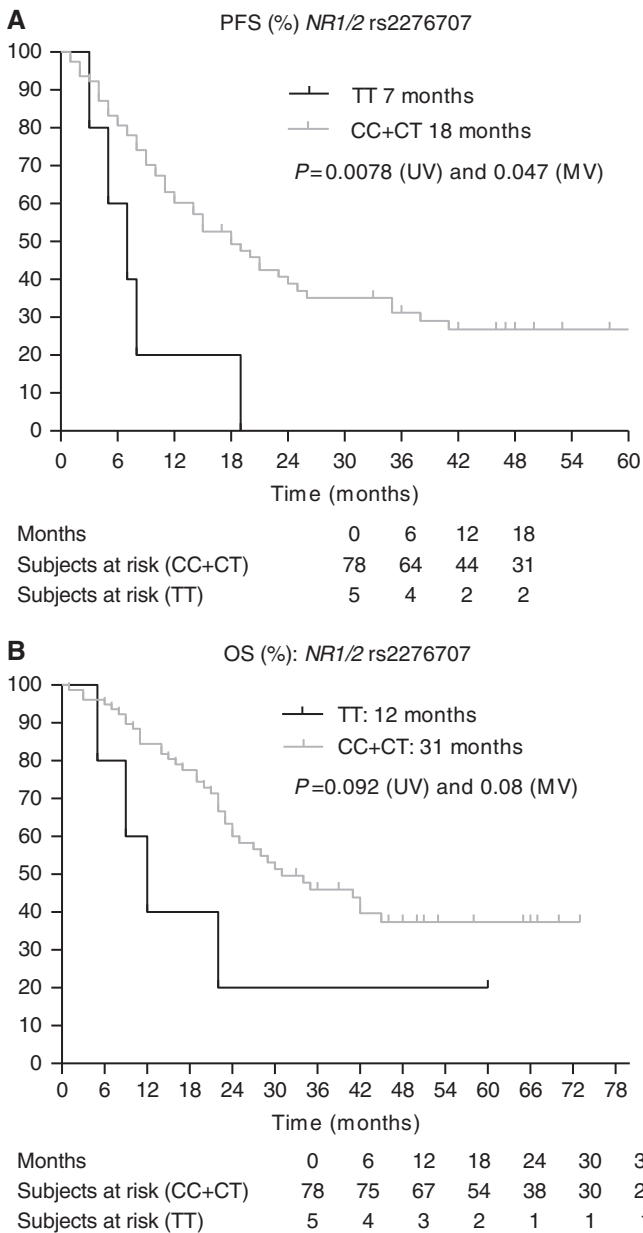 A
PFS (%) NR1/2 rs2276707
100
90
80
70
60
50
40
30
20
10
0
TT 7 months
CC+CT 18 months
P=0.0078 (UV) and 0.047 (MV)
0 6 12 18 24 30 36 42 48 54 60
Time (months)
Months 0 6 12 18
Subjects at risk (CC+CT) 78 64 44 31
Subjects at risk (TT) 5 4 2 2
B
OS (%): NR1/2 rs2276707
100
90
80
70
60
50
40
30
20
10
0
TT: 12 months
CC+CT: 31 months
P=0.092 (UV) and 0.08 (MV)
0 6 12 18 24 30 36 42 48 54 60 66 72 78
Time (months)
Months 0 6 12 18 24 30 3
Subjects at risk (CC+CT) 78 75 67 54 38 30 2
Subjects at risk (TT) 5 4 3 2 1 1